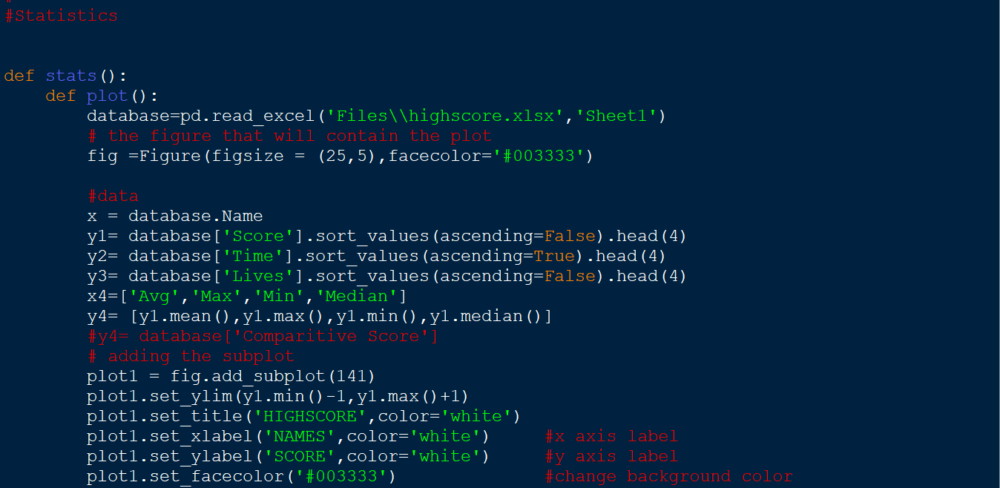 #Statistics
def stats():
    def plot():
        database=pd.read_excel('Files\\highscore.xlsx','Sheet1')
        # the figure that will contain the plot
        fig =Figure(figsize = (25,5),facecolor='#003333')
        #data
        x = database.Name
        y1= database['Score'].sort_values(ascending=False).head(4)
        y2= database['Time'].sort_values(ascending=True).head(4)
        y3= database['Lives'].sort_values(ascending=False).head(4)
        x4=['Avg','Max','Min','Median']
        y4= [y1.mean(),y1.max(),y1.min(),y1.median()]
        #y4= database['Comparitive Score']
        # adding the subplot
        plot1 = fig.add_subplot(141)
        plot1.set_ylim(y1.min()-1,y1.max()+1)
        plot1.set_title('HIGHSCORE',color='white')
        plot1.set_xlabel('NAMES',color='white')     #x axis label
        plot1.set_ylabel('SCORE',color='white')     #y axis label
        plot1.set_facecolor('#003333')              #change background color